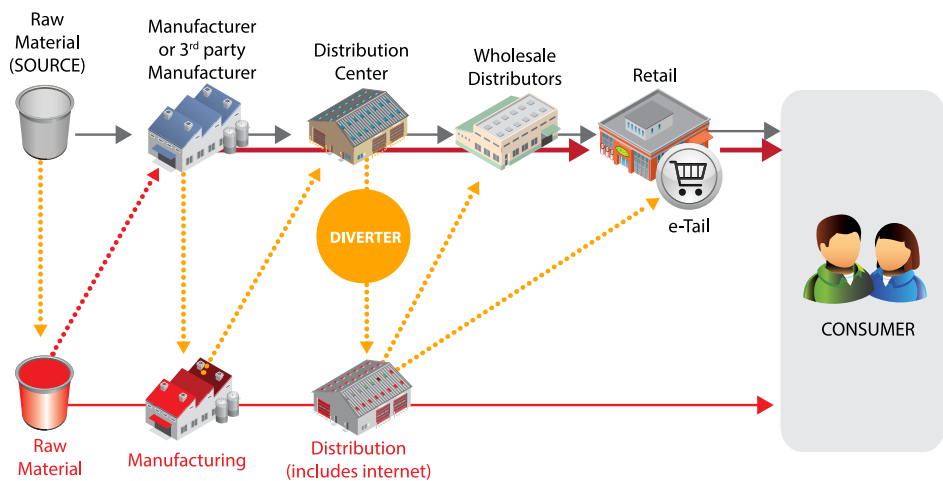 Raw
Material
(SOURCE)
Manufacturer
or 3rd party
Manufacturer
Distribution
Center
Wholesale
Distributors
Retail
e-Tail
DIVERTER
CONSUMER
Raw
Material
Manufacturing
Distribution
(includes internet)